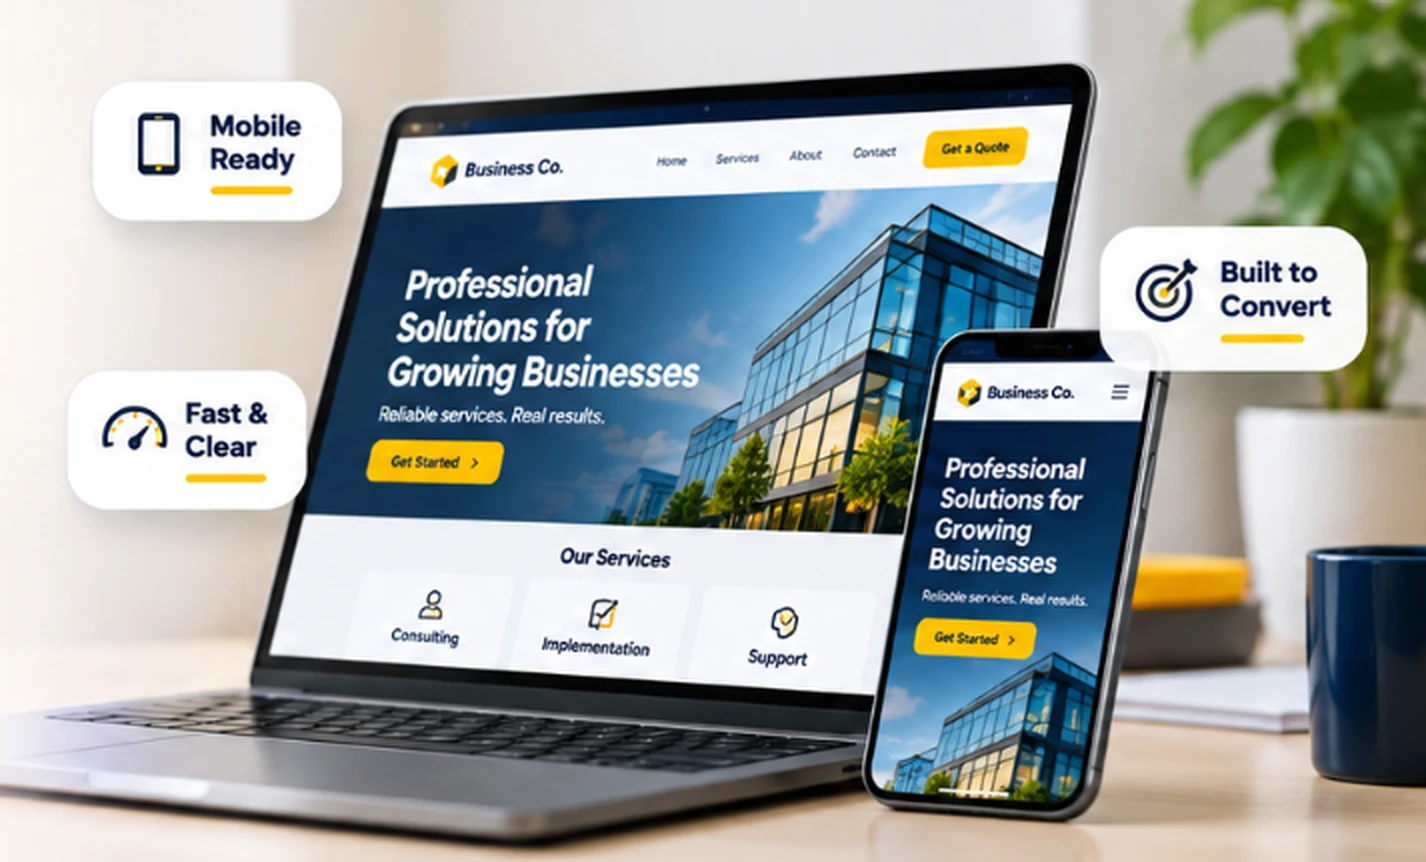 Mobile
Ready
Fast &
Clear
Built to
Convert
Business Co.
Home
Services
About
Contact
Get a Quote
Professional
Solutions for
Growing Businesses
Reliable services. Real results.
Get Started
Our Services
Consulting
Implementation
Support
Business Co.
Professional
Solutions for
Growing
Businesses
Reliable services. Real results.
Get Started